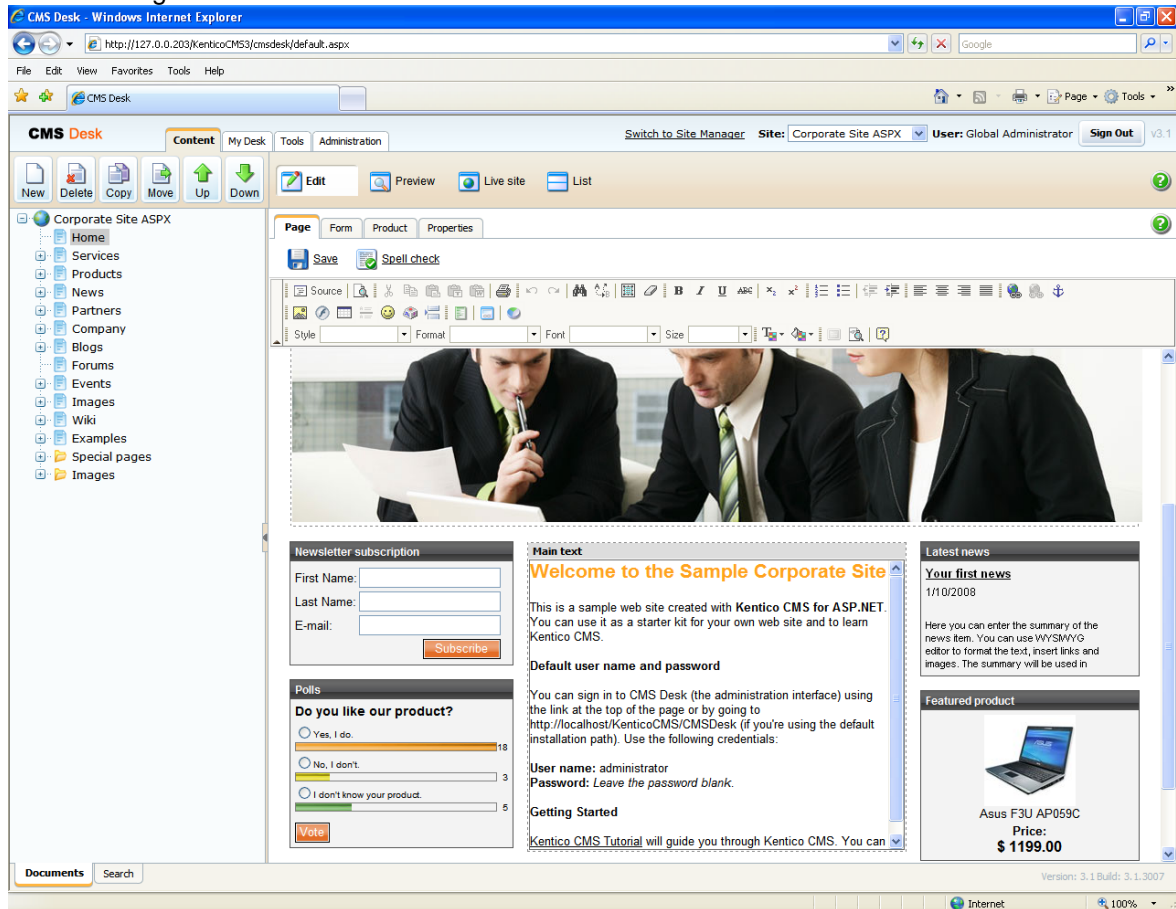 CMS Desk - Windows Internet Explorer
http://127.0.0.203/KenticoCMS3/cmsdesk/default.aspx
Google
File Edit View Favorites Tools Help
CMS Desk
Page Tools »
CMS Desk
Content My Desk Tools Administration
Switch to Site Manager Site: Corporate Site ASPX User: Global Administrator Sign Out v3.1
New Delete Copy Move Up Down
Edit Preview Live site List
Corporate Site ASPX
Home
Services
Products
News
Partners
Company
Blogs
Forums
Events
Images
Wiki
Examples
Special pages
Images
Page Form Product Properties
Save Spell check
Source B I U ABC
Style Format Font Size
Newsletter subscription
First Name:
Last Name:
E-mail:
Subscribe
Polls
Do you like our product?
Yes, I do.
18
No, I don't.
3
I don't know your product.
5
Vote
Main text
Welcome to the Sample Corporate Site
This is a sample web site created with Kentico CMS for ASP.NET.
You can use it as a starter kit for your own web site and to learn
Kentico CMS.
Default user name and password
You can sign in to CMS Desk (the administration interface) using
the link at the top of the page or by going to
http://localhost/KenticoCMS/CMSDesk (if you're using the default
installation path). Use the following credentials:
User name: administrator
Password: Leave the password blank.
Getting Started
Kentico CMS Tutorial will guide you through Kentico CMS. You can
Latest news
Your first news
1/10/2008
Here you can enter the summary of the
news item. You can use WYSIWYG
editor to format the text, insert links and
images. The summary will be used in
Featured product
Asus F3U AP059C
Price:
$ 1199.00
Documents Search
Version: 3.1 Build: 3.1.3007
Internet
100%